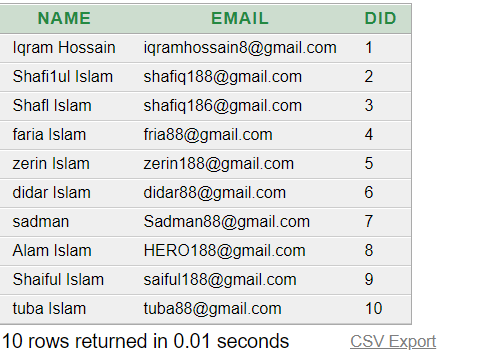 NAME EMAIL DID
Iqram Hossain iqramhossain8@gmail.com 1
Shafi1ul Islam shafiq188@gmail.com 2
Shafl Islam shafiq186@gmail.com 3
faria Islam fria88@gmail.com 4
zerin Islam zerin188@gmail.com 5
didar Islam didar88@gmail.com 6
sadman Sadman88@gmail.com 7
Alam Islam HERO188@gmail.com 8
Shaiful Islam saiful188@gmail.com 9
tuba Islam tuba88@gmail.com 10
10 rows returned in 0.01 seconds CSV Export